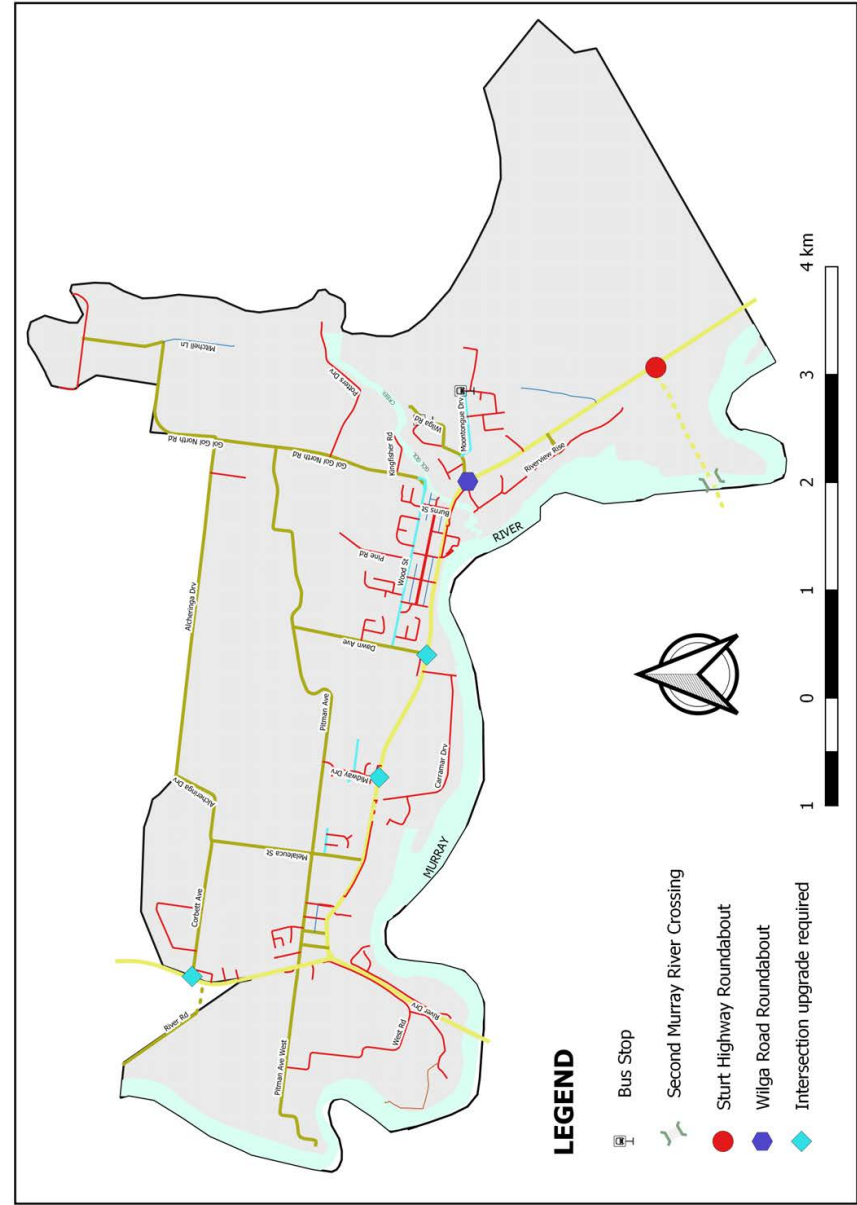 Mitchell Ln
Gol Gol North Rd
Potters Drv
Alcheringa Drv
Gol Gol North Rd
CREEK
Kingfisher Rd
Wilga Rd
GOL GOL
Moontongue Drv
Burns St
Pine Rd
Wood St
Riverview Rise
RIVER
Dawn Ave
Pitman Ave
Alcheringa Drv
Midway Drv
Carramar Drv
Melaleuca St
MURRAY
Corbett Ave
River Rd
River Drv
West Rd
Pitman Ave West
1 0 1 2 3 4 km
LEGEND
Bus Stop
Second Murray River Crossing
Sturt Highway Roundabout
Wilga Road Roundabout
Intersection upgrade required